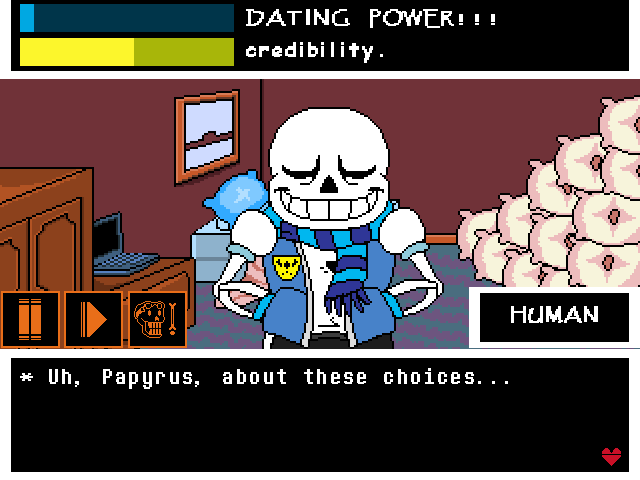 DATING POWER!!!
credibility.
HUMAN
* Uh, Papyrus, about these choices...